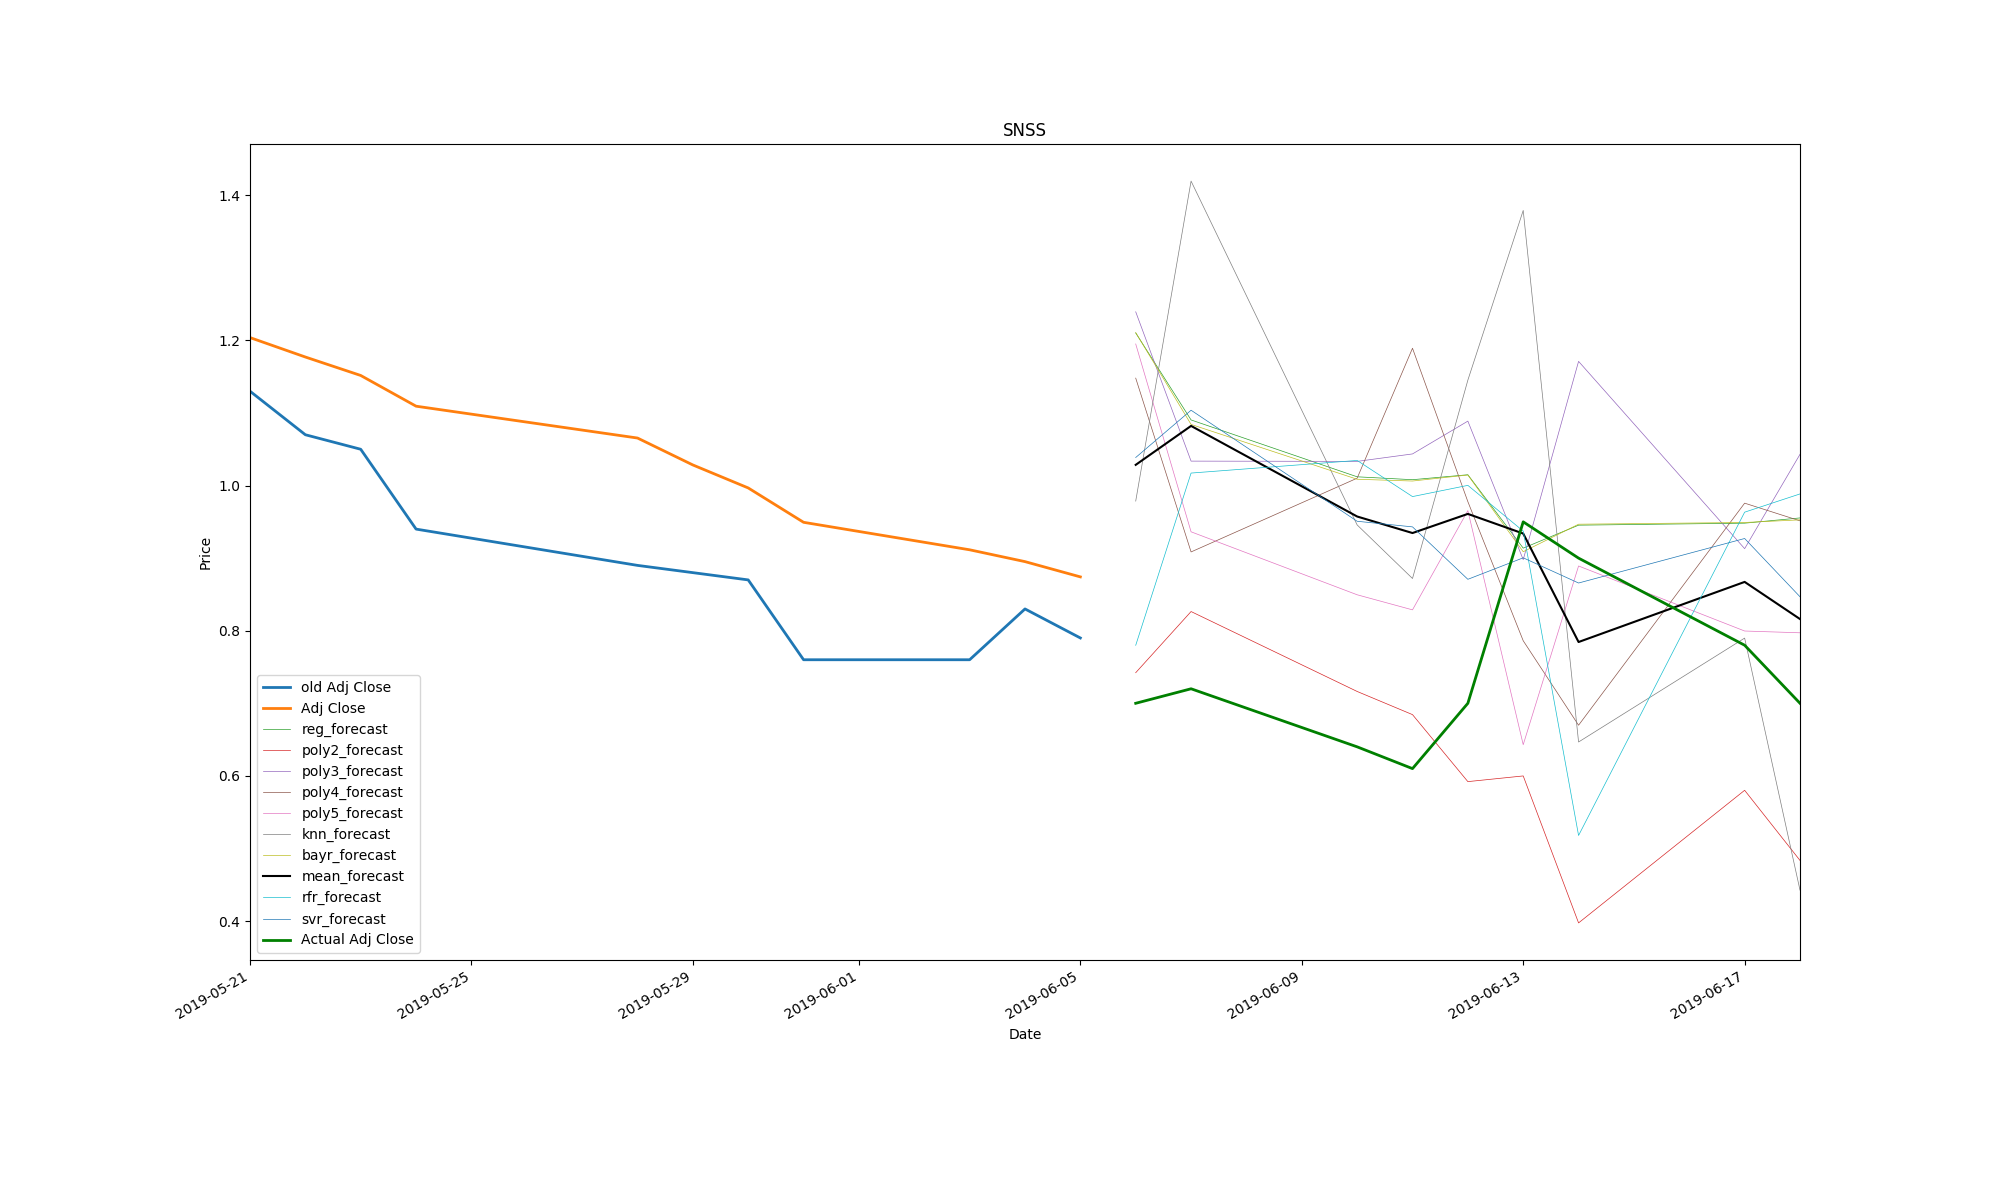 SNSS
1.4
1.2
1.0
0.8
0.6
0.4
Price
old Adj Close
Adj Close
reg_forecast
poly2_forecast
poly3_forecast
poly4_forecast
poly5_forecast
knn_forecast
bayr_forecast
mean_forecast
rfr_forecast
svr_forecast
Actual Adj Close
2019-05-21
2019-05-25
2019-05-29
2019-06-01
2019-06-05
2019-06-09
2019-06-13
2019-06-17
Date